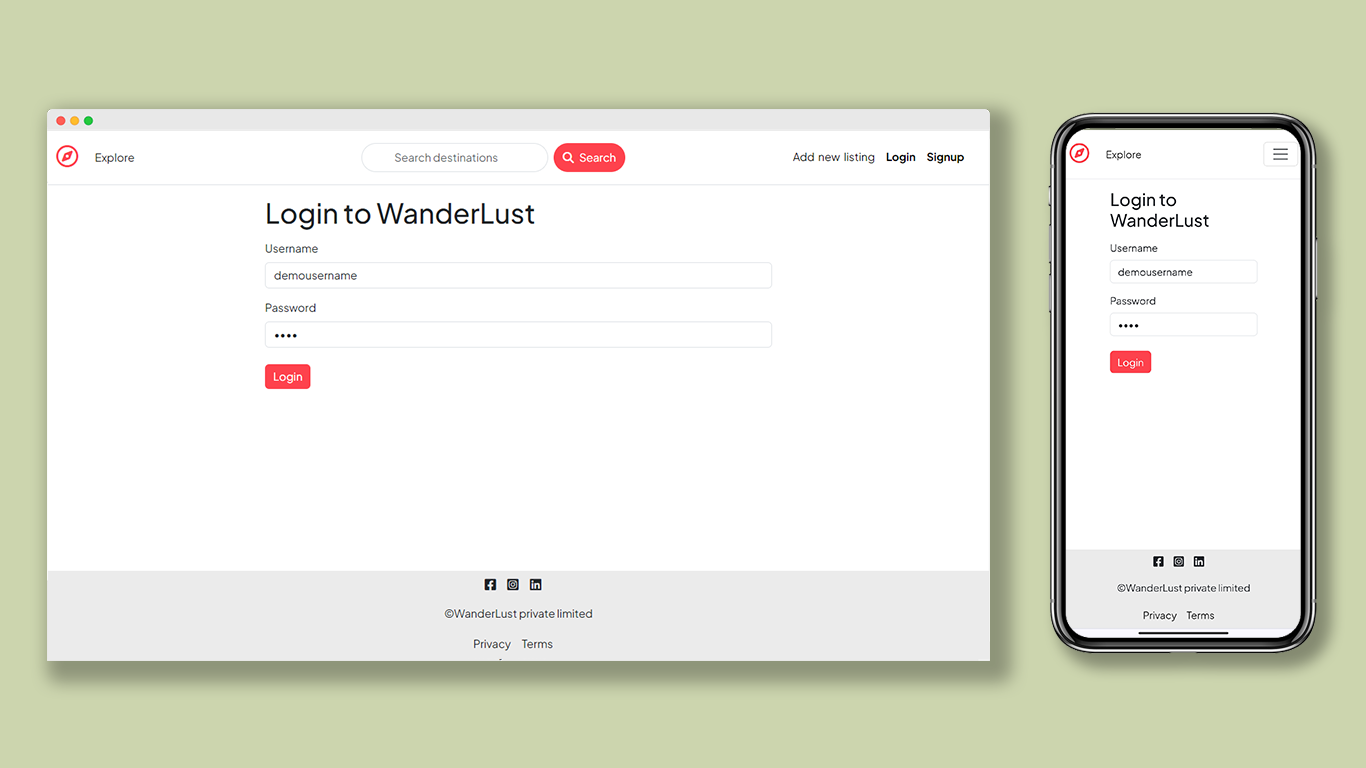 Explore
Search destinations
Search
Add new listing Login Signup
Login to WanderLust
Username
demousername
Password
Login
©WanderLust private limited
Privacy Terms
Explore
Login to
WanderLust
Username
demousername
Password
Login
©WanderLust private limited
Privacy Terms